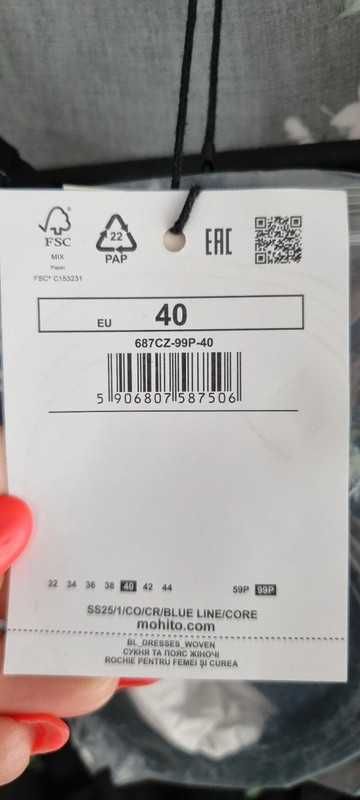 FSC®
MIX
Paper
FSC® C153231
22
PAP
EAC
EU 40
687CZ-99P-40
5 906807 587506
32 34 36 38 40 42 44 59P 99P
SS25/1/CO/CR/BLUE LINE/CORE
mohito.com
BL_DRESSES_WOVEN
СУКНЯ ТА ПОЯС ЖІНОЧІ
ROCHIE PENTRU FEMEI ȘI CUREA